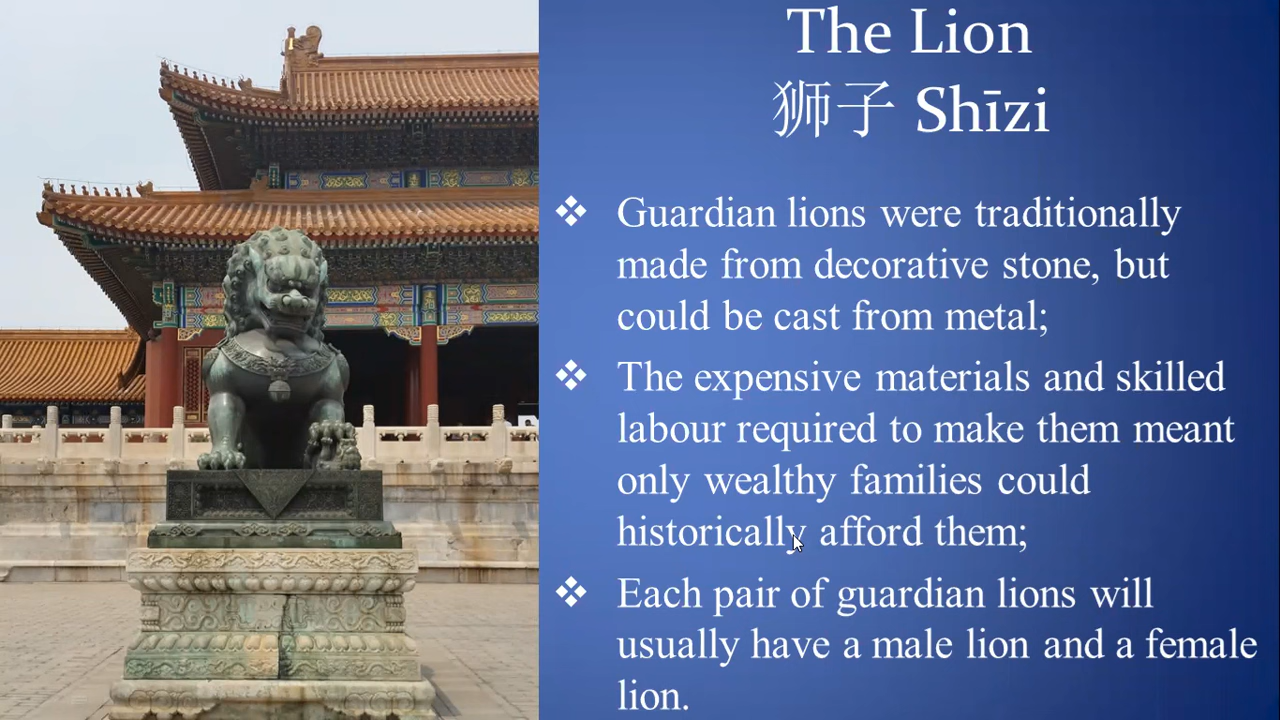 The Lion
狮子 Shīzi
❖ Guardian lions were traditionally
made from decorative stone, but
could be cast from metal;
❖ The expensive materials and skilled
labour required to make them meant
only wealthy families could
historically afford them;
❖ Each pair of guardian lions will
usually have a male lion and a female
lion.